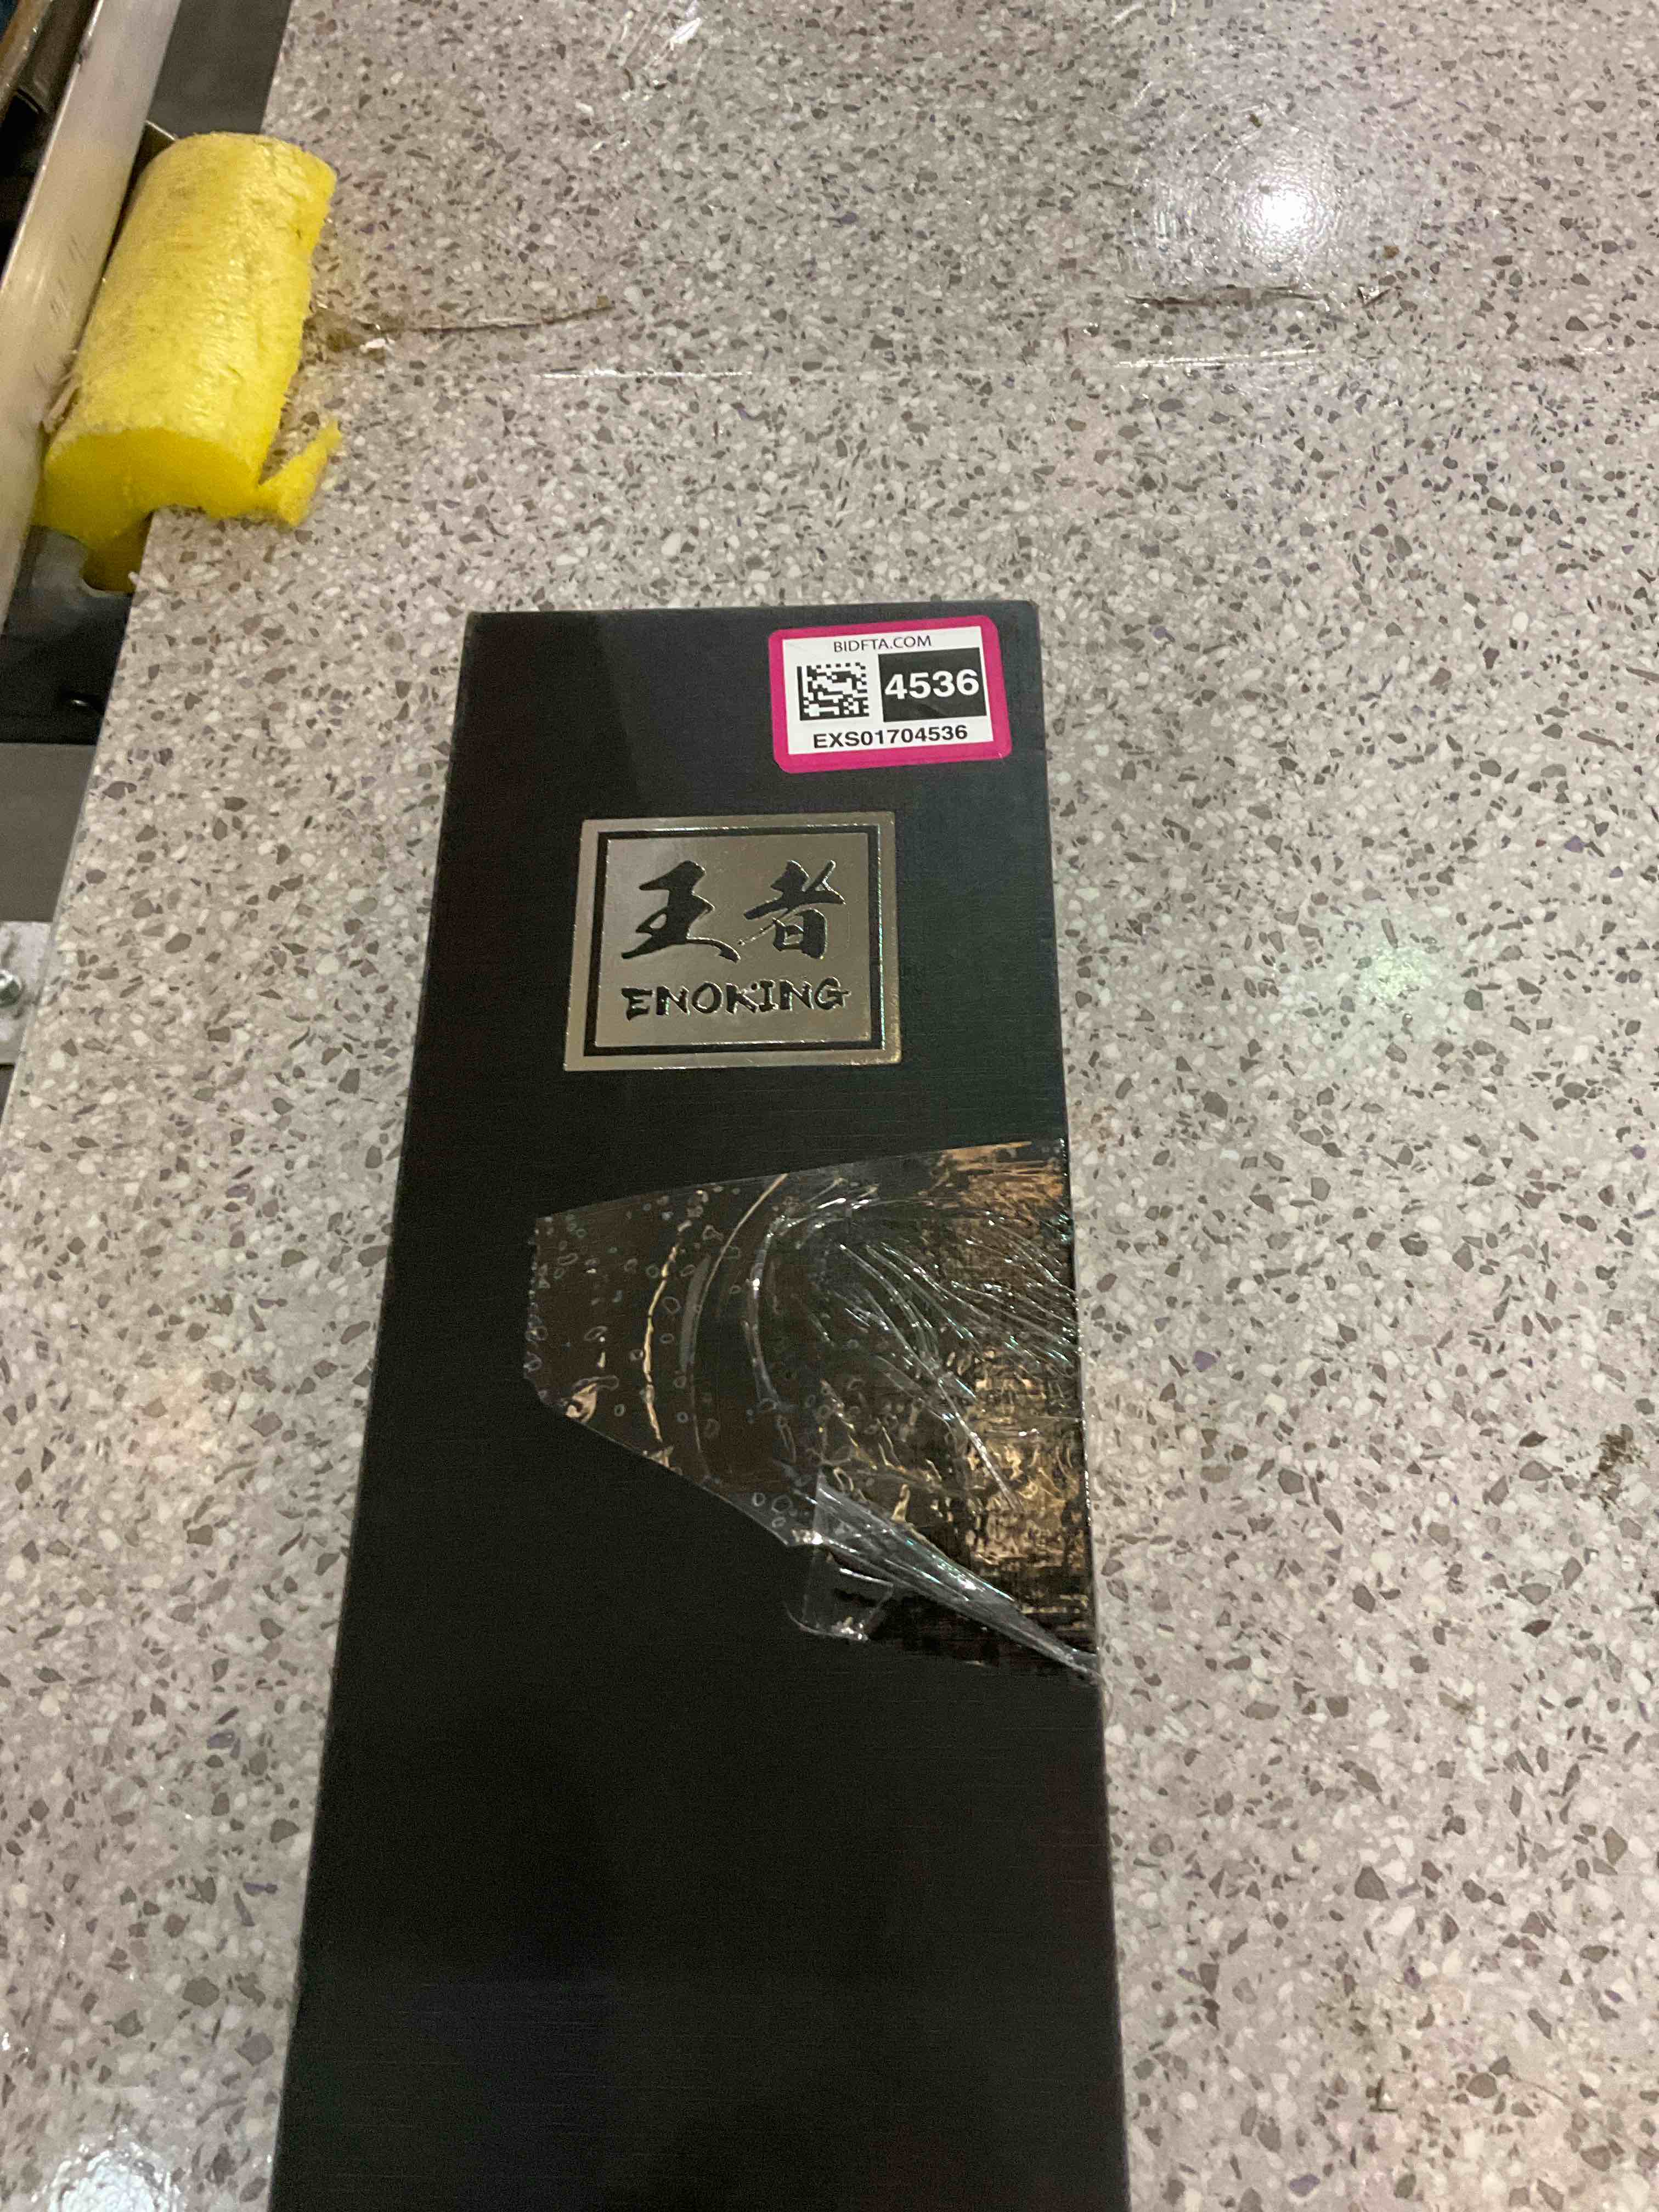 BIDFTA.COM
4536
EXS01704536
王者
ENOKING